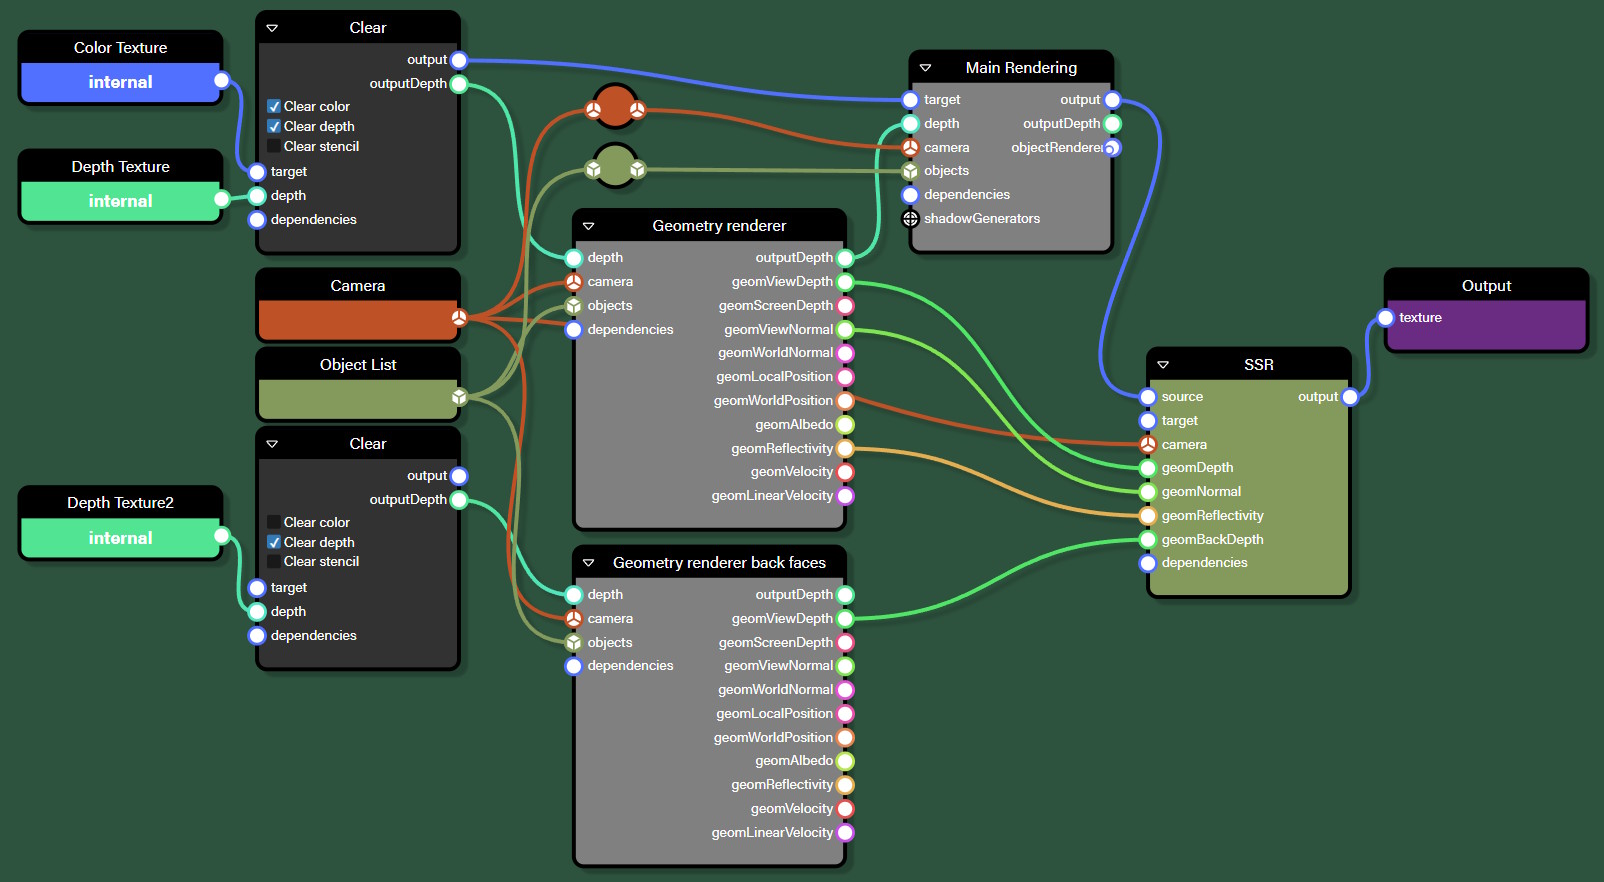 Color Texture
internal
Depth Texture
internal
Depth Texture2
internal
Clear
output
outputDepth
Clear color
Clear depth
Clear stencil
target
depth
dependencies
Camera
Object List
Clear
output
outputDepth
Clear color
Clear depth
Clear stencil
target
depth
dependencies
Geometry renderer
depth outputDepth
camera geomViewDepth
objects geomScreenDepth
dependencies geomViewNormal
geomWorldNormal
geomLocalPosition
geomWorldPosition
geomAlbedo
geomReflectivity
geomVelocity
geomLinearVelocity
Geometry renderer back faces
depth outputDepth
camera geomViewDepth
objects geomScreenDepth
dependencies geomViewNormal
geomWorldNormal
geomLocalPosition
geomWorldPosition
geomAlbedo
geomReflectivity
geomVelocity
geomLinearVelocity
Main Rendering
target output
depth outputDepth
camera objectRenderer
objects
dependencies
shadowGenerators
SSR
source output
target
camera
geomDepth
geomNormal
geomReflectivity
geomBackDepth
dependencies
Output
texture